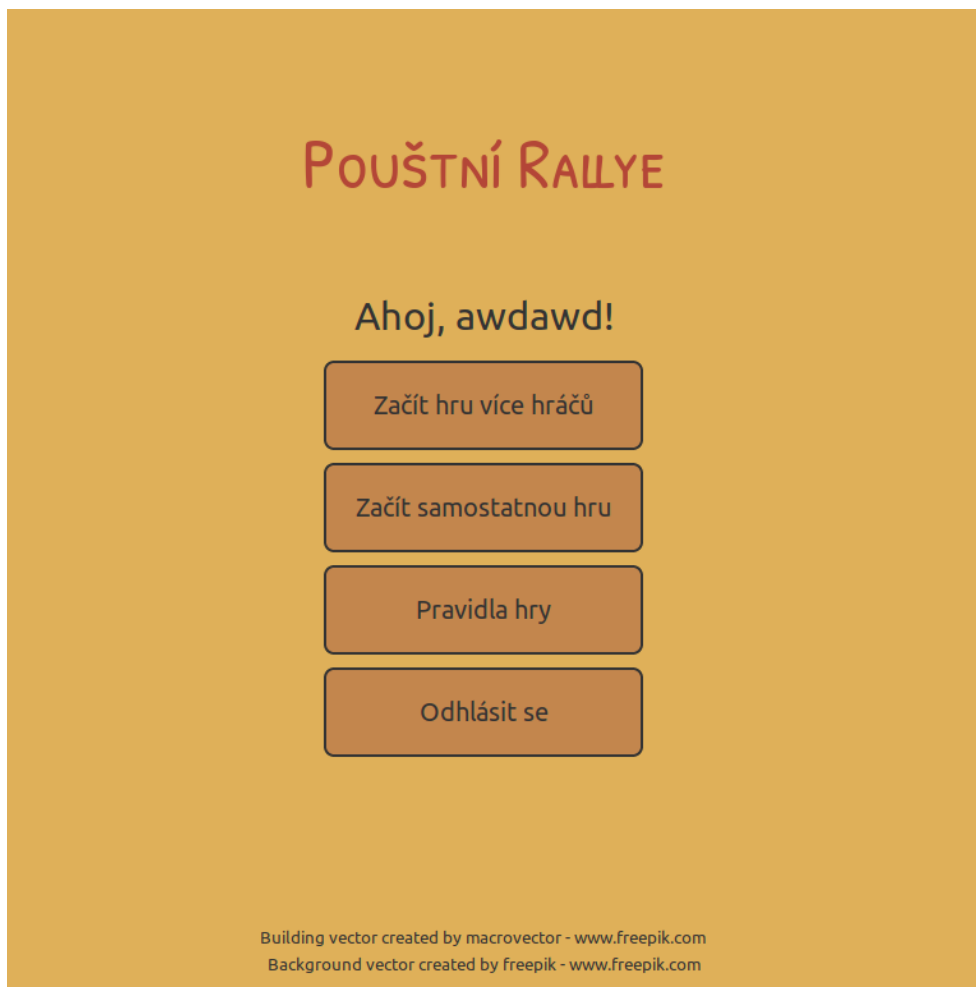 Pouštní Rallye
Ahoj, awdawd!
Začít hru více hráčů
Začít samostatnou hru
Pravidla hry
Odhlásit se
Building vector created by macrovector - www.freepik.com
Background vector created by freepik - www.freepik.com